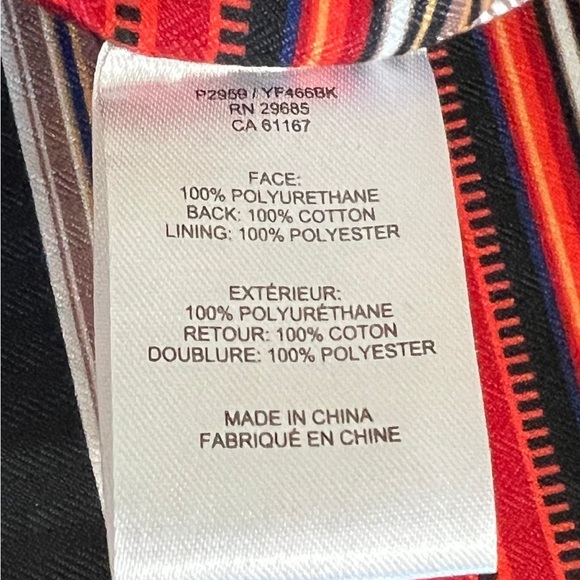 P2959 / YF466BK
RN 29685
CA 61167
FACE:
100% POLYURETHANE
BACK: 100% COTTON
LINING: 100% POLYESTER
EXTÉRIEUR:
100% POLYURÉTHANE
RETOUR: 100% COTON
DOUBLURE: 100% POLYESTER
MADE IN CHINA
FABRIQUÉ EN CHINE